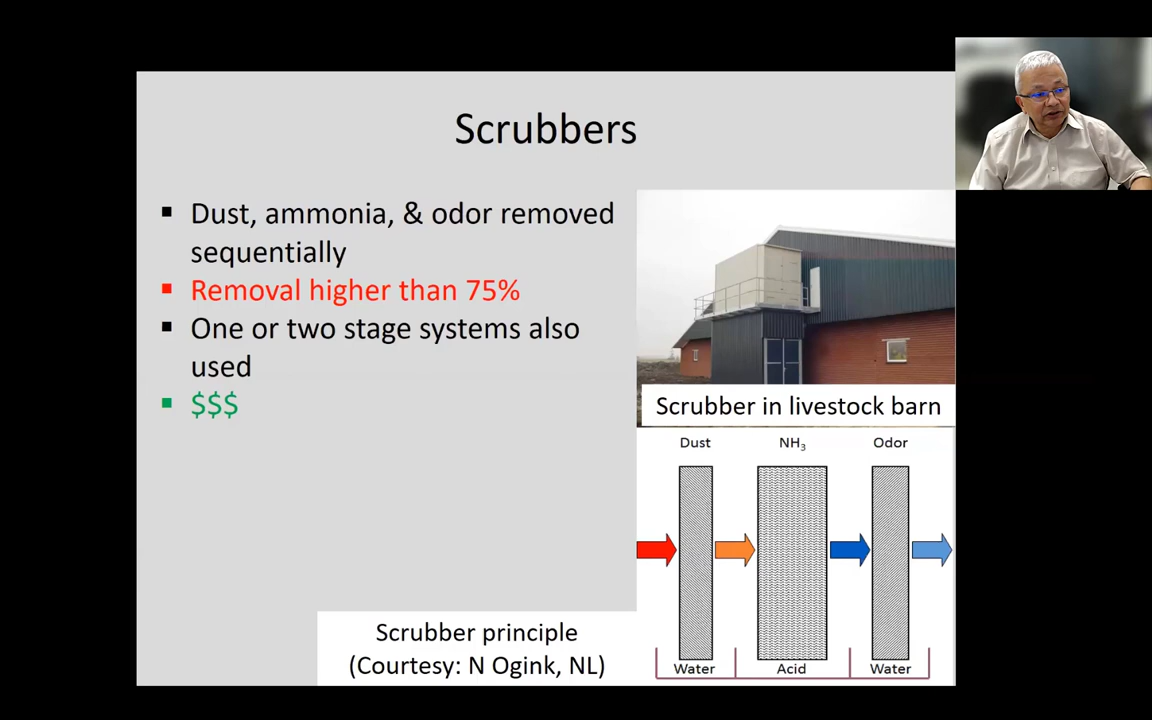 Scrubbers
▪ Dust, ammonia, & odor removed
sequentially
▪ Removal higher than 75%
▪ One or two stage systems also
used
▪ $$$
Scrubber in livestock barn
Dust NH₃ Odor
Water Acid Water
Scrubber principle
(Courtesy: N Ogink, NL)